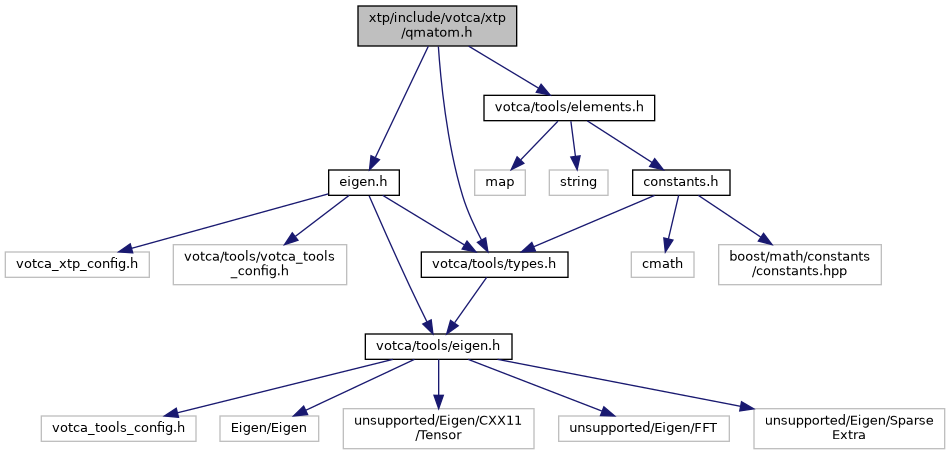 xtp/include/votca/xtp
/qmatom.h
votca/tools/elements.h
eigen.h
map
string
constants.h
votca_xtp_config.h
votca/tools/votca_tools
_config.h
votca/tools/types.h
cmath
boost/math/constants
/constants.hpp
votca/tools/eigen.h
votca_tools_config.h
Eigen/Eigen
unsupported/Eigen/CXX11
/Tensor
unsupported/Eigen/FFT
unsupported/Eigen/Sparse
Extra